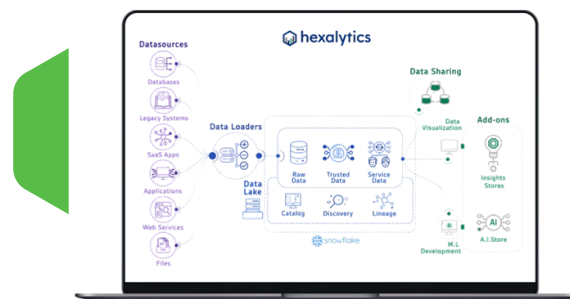 hexalytics
Datasources
Databases
Legacy Systems
SaaS Apps
Applications
Web Services
Files
Data Loaders
Data
Lake
Raw
Data
Trusted
Data
Service
Data
Catalog
Discovery
Lineage
snowflake
Data Sharing
Data
Visualization
M.L
Development
Add-ons
Insights
Stores
AI
A.I.Store